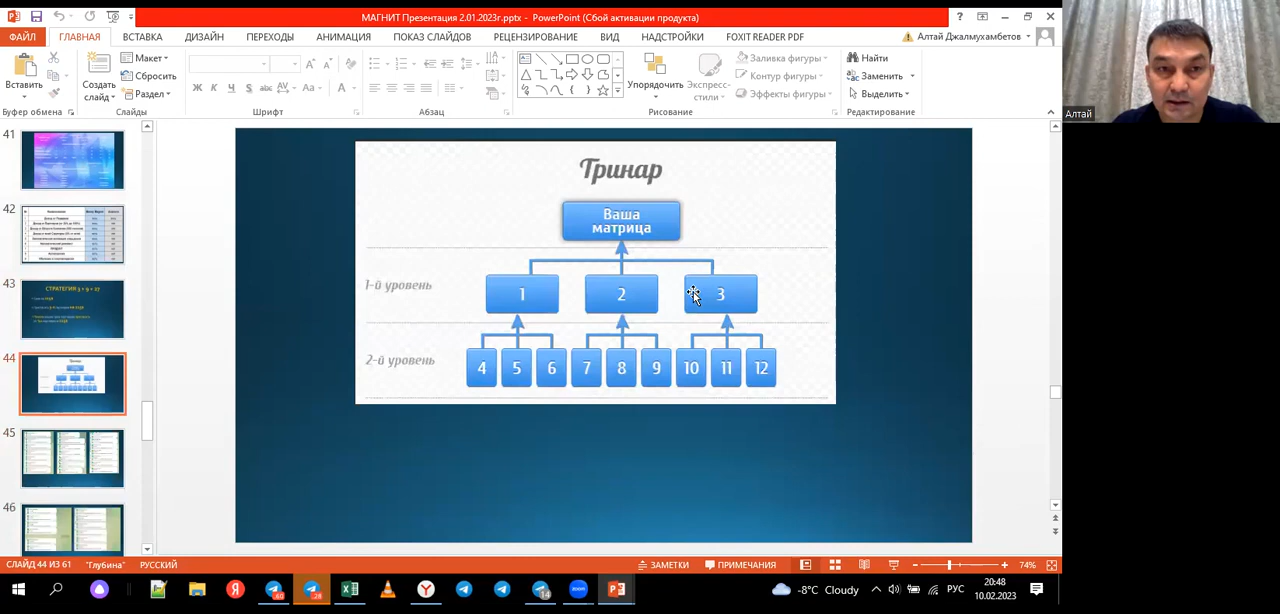 МАГНИТ Презентация 2.01.2023г.pptx - PowerPoint (Сбой активации продукта)
ФАЙЛ ГЛАВНАЯ ВСТАВКА ДИЗАЙН ПЕРЕХОДЫ АНИМАЦИЯ ПОКАЗ СЛАЙДОВ РЕЦЕНЗИРОВАНИЕ ВИД НАДСТРОЙКИ FOXIT READER PDF Алтай Джалмухамбетов
Вставить
Создать слайд
Макет
Сбросить
Раздел
Ж К Ч S abc AV Aa A
Упорядочить
Экспресс-стили
Заливка фигуры
Контур фигуры
Эффекты фигуры
Найти
Заменить
Выделить
Буфер обмена Слайды Шрифт Абзац Рисование Редактирование
Алтай
41
42
43
СТРАТЕГИЯ 3 + 9 = 27
44
45
46
Тринар
Ваша
матрица
1-й уровень
1 2 3
2-й уровень
4 5 6 7 8 9 10 11 12
СЛАЙД 44 ИЗ 61 "Глубина" РУССКИЙ ЗАМЕТКИ ПРИМЕЧАНИЯ 74%
-8°C Cloudy РУС 20:48
10.02.2023
zoom
14